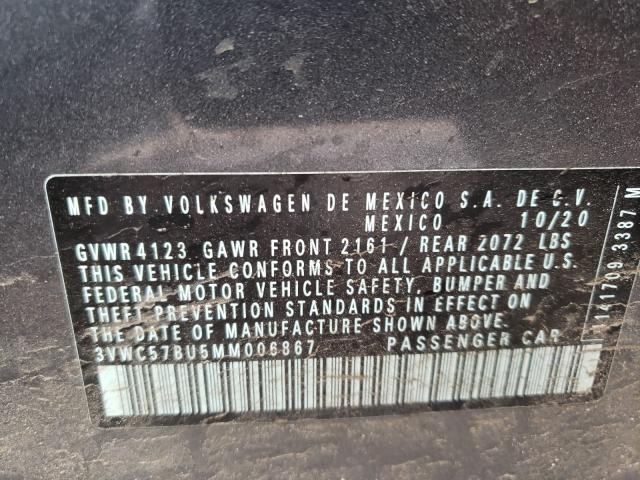 MFD BY VOLKSWAGEN DE MEXICO S.A. DE C.V.
MEXICO 10/20
GVWR 4123 GAWR FRONT 2161 / REAR 2072 LBS
THIS VEHICLE CONFORMS TO ALL APPLICABLE U.S.
FEDERAL MOTOR VEHICLE SAFETY, BUMPER AND
THEFT PREVENTION STANDARDS IN EFFECT ON
THE DATE OF MANUFACTURE SHOWN ABOVE.
3VWC57BU5MM006867 PASSENGER CAR
3387 M